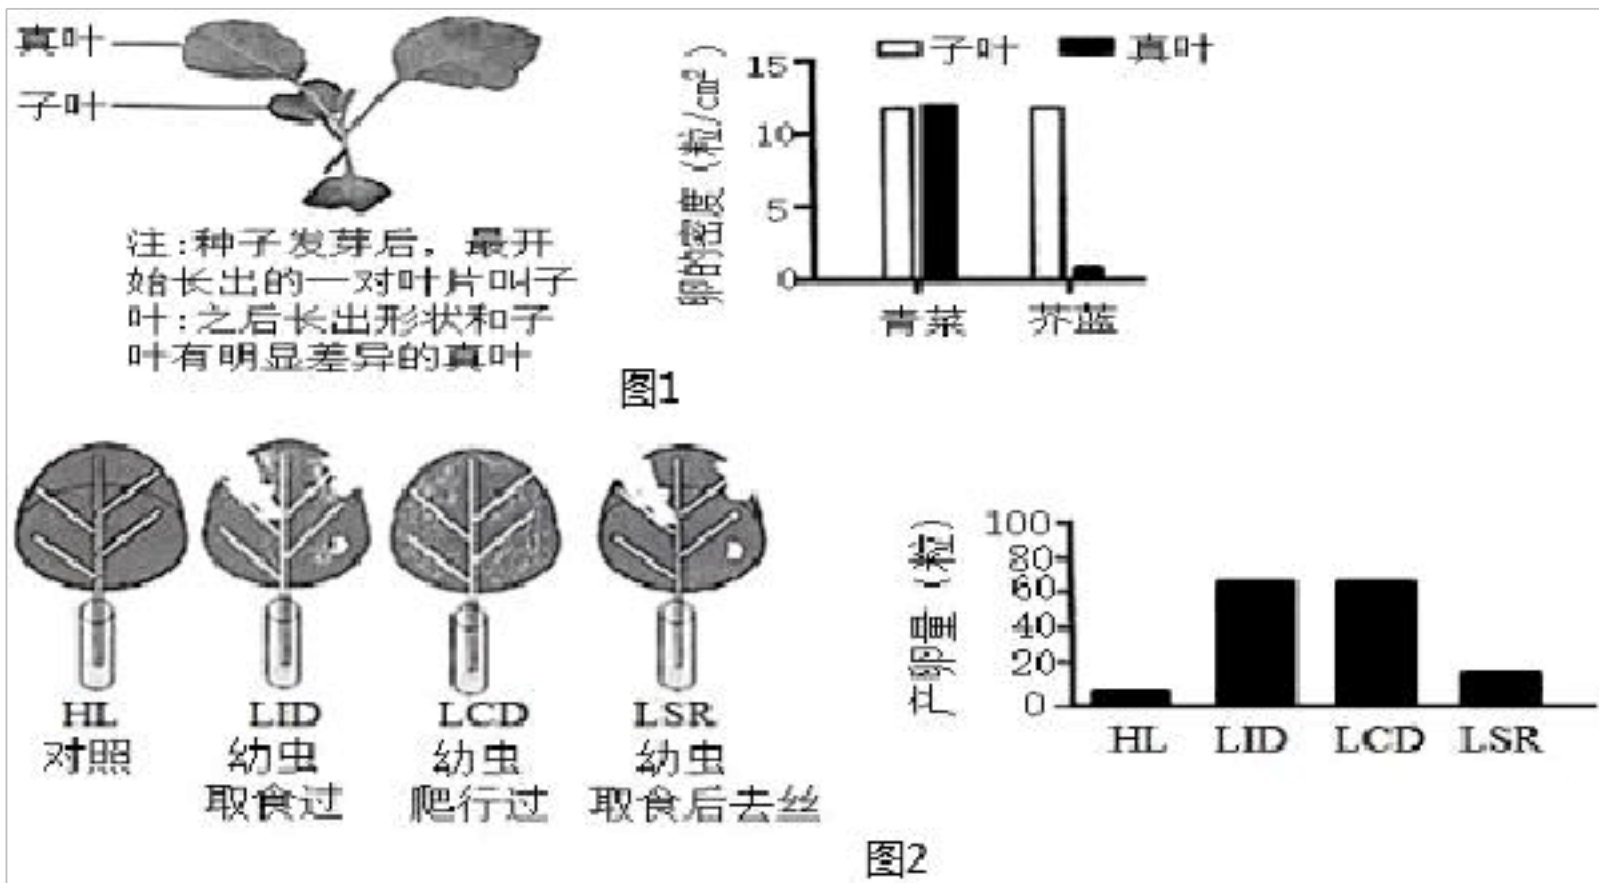 真叶
子叶
注:种子发芽后，最开
始长出的一对叶片叫子
叶:之后长出形状和子
叶有明显差异的真叶
子叶 真叶
卵的密度(粒/cm²)
15
10
5
0
青菜 芥蓝
图1
HL LID LCD LSR
对照 幼虫 幼虫 幼虫
取食过 爬行过 取食后去丝
产卵量(粒)
100
80
60
40
20
0
HL LID LCD LSR
图2